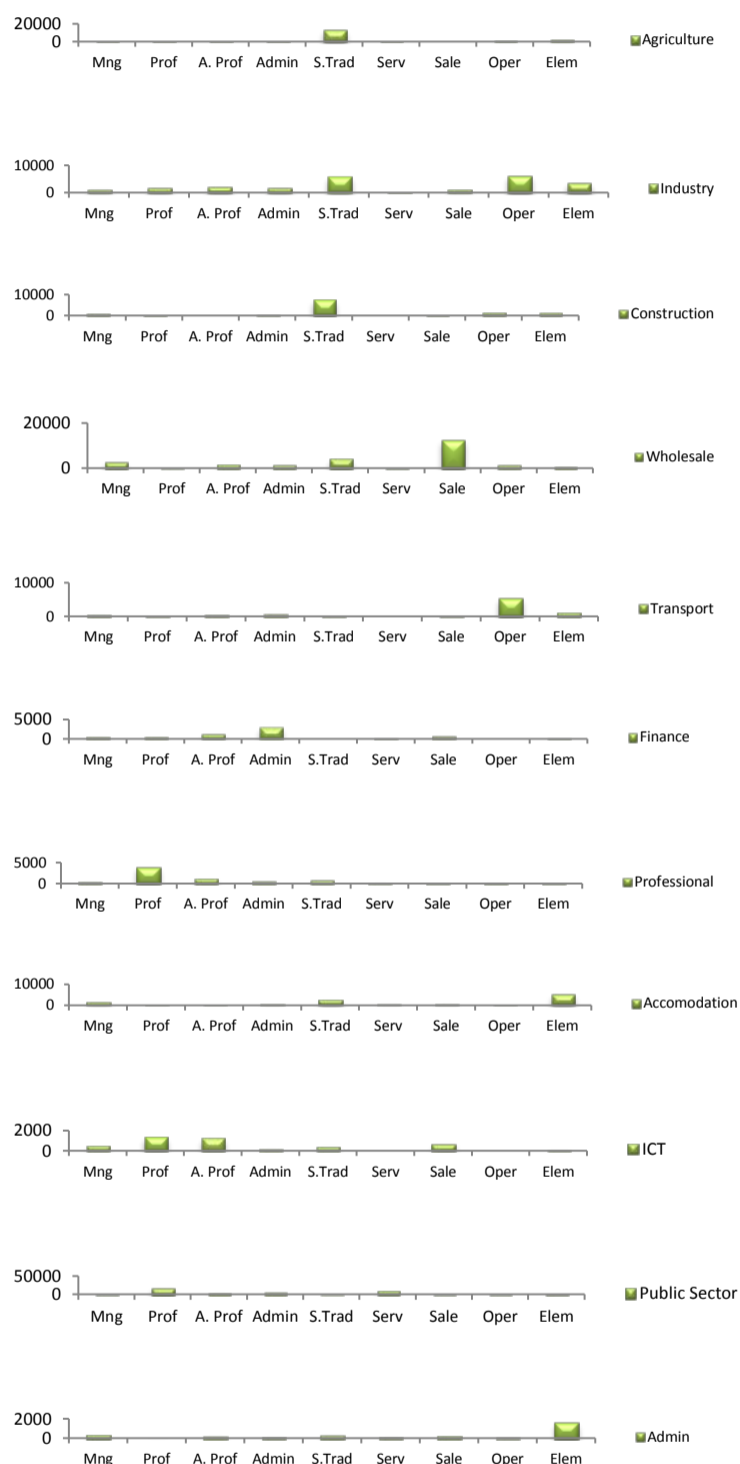 20000
0
Mng Prof A. Prof Admin S.Trad Serv Sale Oper Elem
Agriculture
10000
0
Mng Prof A. Prof Admin S.Trad Serv Sale Oper Elem
Industry
10000
0
Mng Prof A. Prof Admin S.Trad Serv Sale Oper Elem
Construction
20000
0
Mng Prof A. Prof Admin S.Trad Serv Sale Oper Elem
Wholesale
10000
0
Mng Prof A. Prof Admin S.Trad Serv Sale Oper Elem
Transport
5000
0
Mng Prof A. Prof Admin S.Trad Serv Sale Oper Elem
Finance
5000
0
Mng Prof A. Prof Admin S.Trad Serv Sale Oper Elem
Professional
10000
0
Mng Prof A. Prof Admin S.Trad Serv Sale Oper Elem
Accomodation
2000
0
Mng Prof A. Prof Admin S.Trad Serv Sale Oper Elem
ICT
50000
0
Mng Prof A. Prof Admin S.Trad Serv Sale Oper Elem
Public Sector
2000
0
Mng Prof A. Prof Admin S.Trad Serv Sale Oper Elem
Admin